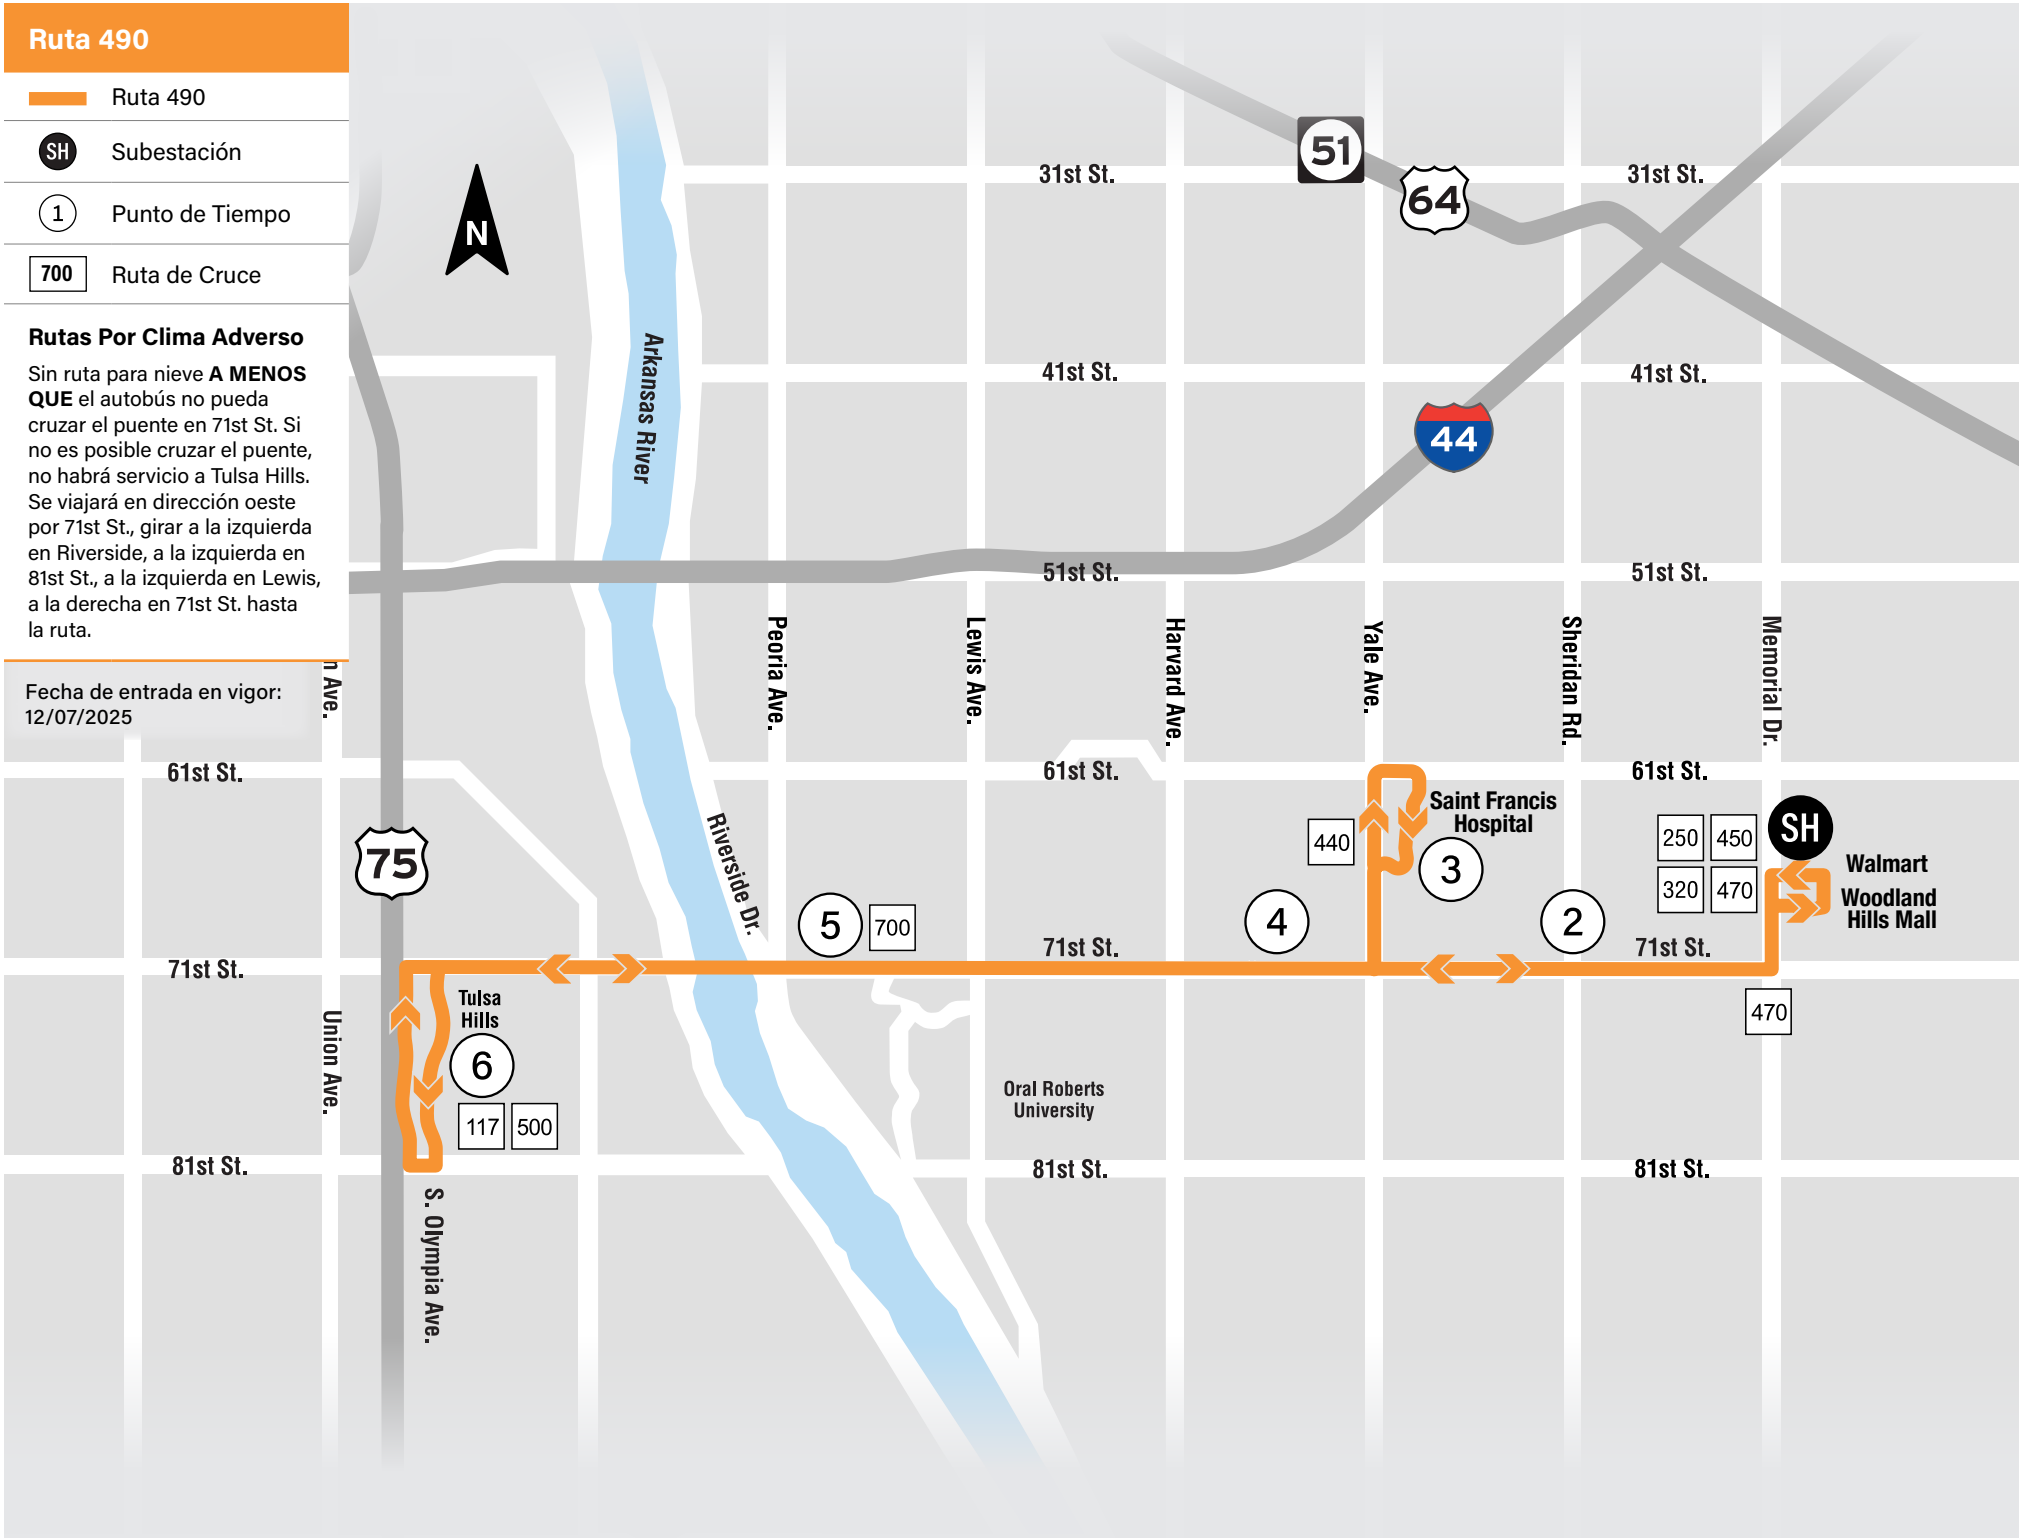 Ruta 490
Ruta 490
SH Subestación
1 Punto de Tiempo
700 Ruta de Cruce
Rutas Por Clima Adverso
Sin ruta para nieve A MENOS
QUE el autobús no pueda
cruzar el puente en 71st St. Si
no es posible cruzar el puente,
no habrá servicio a Tulsa Hills.
Se viajará en dirección oeste
por 71st St., girar a la izquierda
en Riverside, a la izquierda en
81st St., a la izquierda en Lewis,
a la derecha en 71st St. hasta
la ruta.
Fecha de entrada en vigor:
12/07/2025
N
51
64
44
75
31st St.
31st St.
41st St.
41st St.
51st St.
51st St.
Arkansas River
Ave.
Peoria Ave.
Lewis Ave.
Harvard Ave.
Yale Ave.
Sheridan Rd.
Memorial Dr.
61st St.
61st St.
61st St.
Riverside Dr.
Saint Francis
Hospital
440
3
250
450
320
470
SH
Walmart
Woodland
Hills Mall
5
700
4
2
71st St.
71st St.
71st St.
470
Tulsa
Hills
6
117
500
Union Ave.
Oral Roberts
University
81st St.
81st St.
81st St.
S. Olympia Ave.